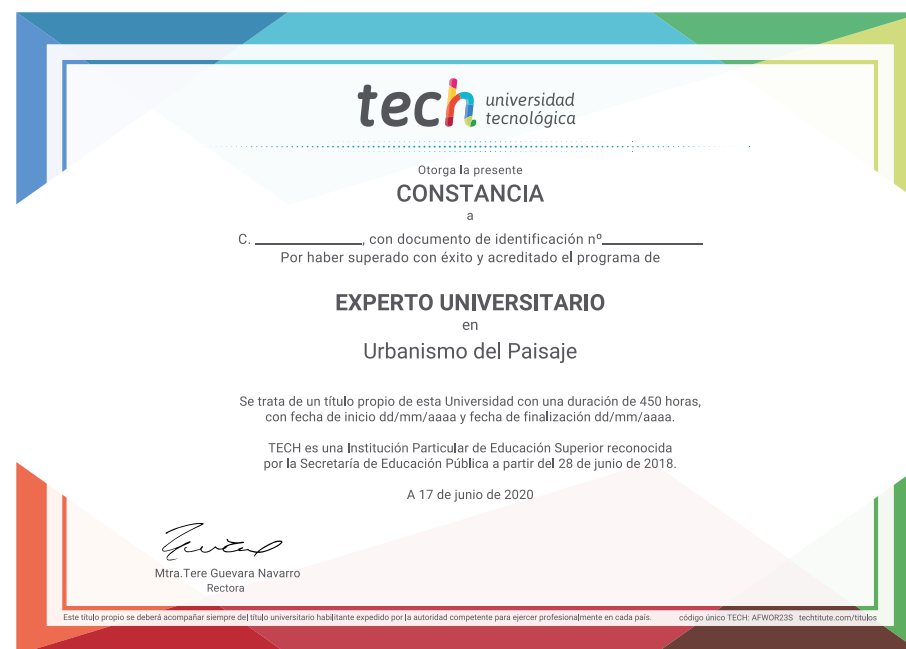 tech universidad
tecnológica
Otorga la presente
CONSTANCIA
a
C. ______________, con documento de identificación nº_____________
Por haber superado con éxito y acreditado el programa de
EXPERTO UNIVERSITARIO
en
Urbanismo del Paisaje
Se trata de un título propio de esta Universidad con una duración de 450 horas,
con fecha de inicio dd/mm/aaaa y fecha de finalización dd/mm/aaaa.
TECH es una Institución Particular de Educación Superior reconocida
por la Secretaría de Educación Pública a partir del 28 de junio de 2018.
A 17 de junio de 2020
Mtra.Tere Guevara Navarro
Rectora
Este título propio se deberá acompañar siempre del título universitario habilitante expedido por la autoridad competente para ejercer profesionalmente en cada país. código único TECH: AFWOR23S techtitute.com/titulos